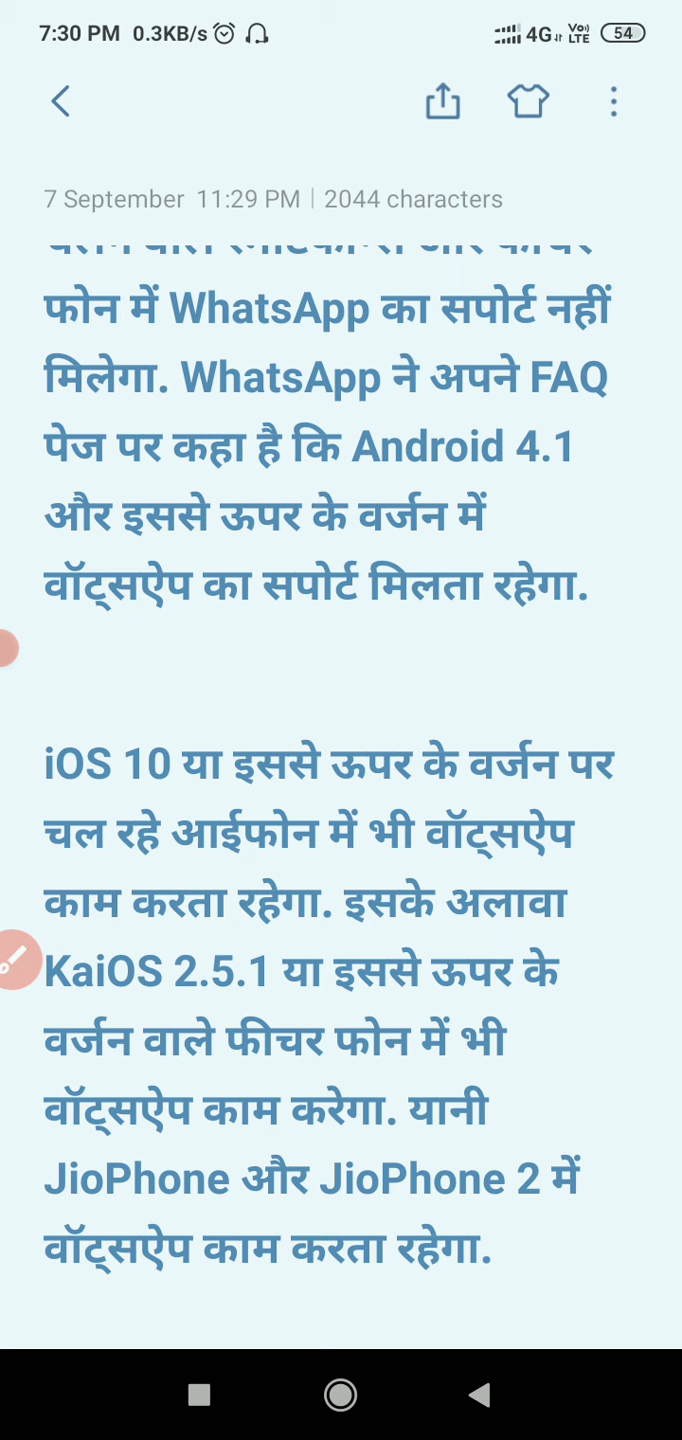 7:30 PM 0.3KB/s 4G VoLTE 54
7 September 11:29 PM | 2044 characters
फोन में WhatsApp का सपोर्ट नहीं
मिलेगा. WhatsApp ने अपने FAQ
पेज पर कहा है कि Android 4.1
और इससे ऊपर के वर्जन में
वॉट्सऐप का सपोर्ट मिलता रहेगा.
iOS 10 या इससे ऊपर के वर्जन पर
चल रहे आईफोन में भी वॉट्सऐप
काम करता रहेगा. इसके अलावा
KaiOS 2.5.1 या इससे ऊपर के
वर्जन वाले फीचर फोन में भी
वॉट्सऐप काम करेगा. यानी
JioPhone और JioPhone 2 में
वॉट्सऐप काम करता रहेगा.